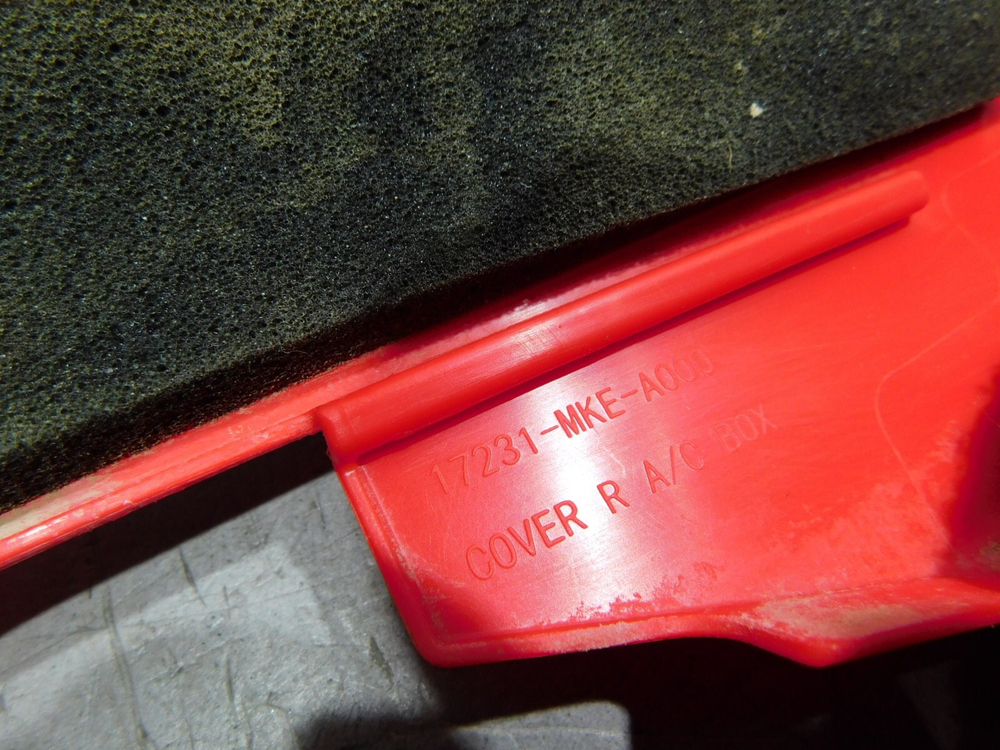 17231-MKE-A000
COVER R A/C BOX